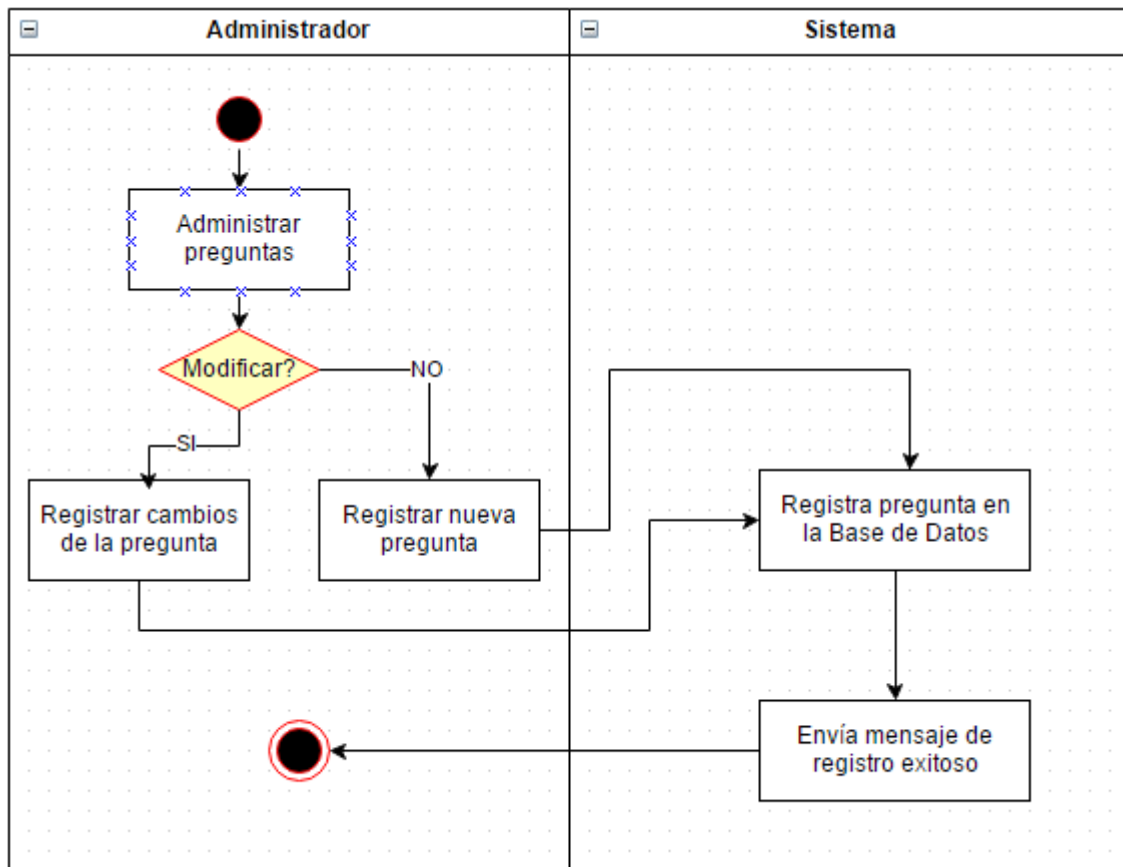 Administrador
Sistema
Administrar
preguntas
Modificar?
NO
SI
Registrar cambios
de la pregunta
Registrar nueva
pregunta
Registra pregunta en
la Base de Datos
Envía mensaje de
registro exitoso